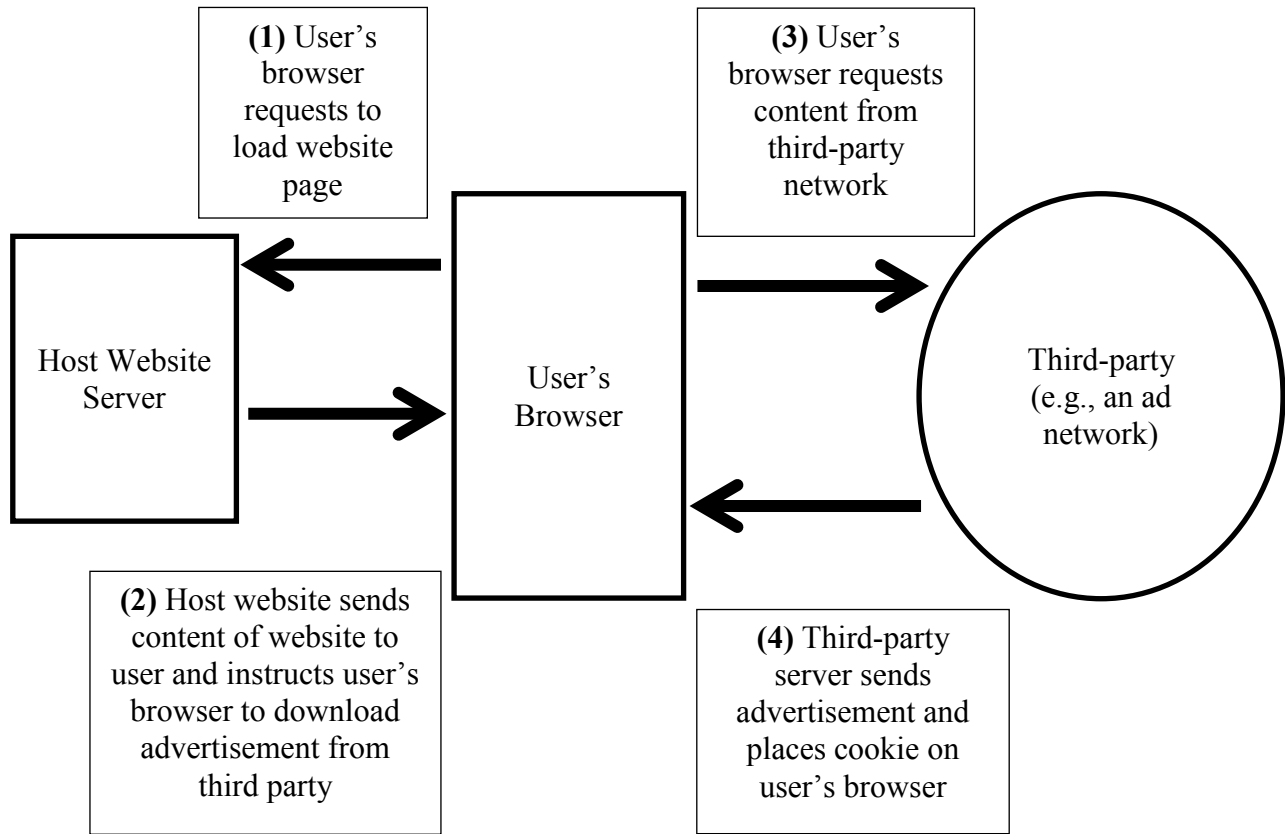 (1) User’s
browser
requests to
load website
page
(3) User’s
browser requests
content from
third-party
network
Host Website
Server
User’s
Browser
Third-party
(e.g., an ad
network)
(2) Host website sends
content of website to
user and instructs user’s
browser to download
advertisement from
third party
(4) Third-party
server sends
advertisement and
places cookie on
user’s browser